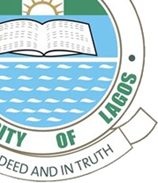 ITY OF LAGOS
DEED AND IN TRUTH